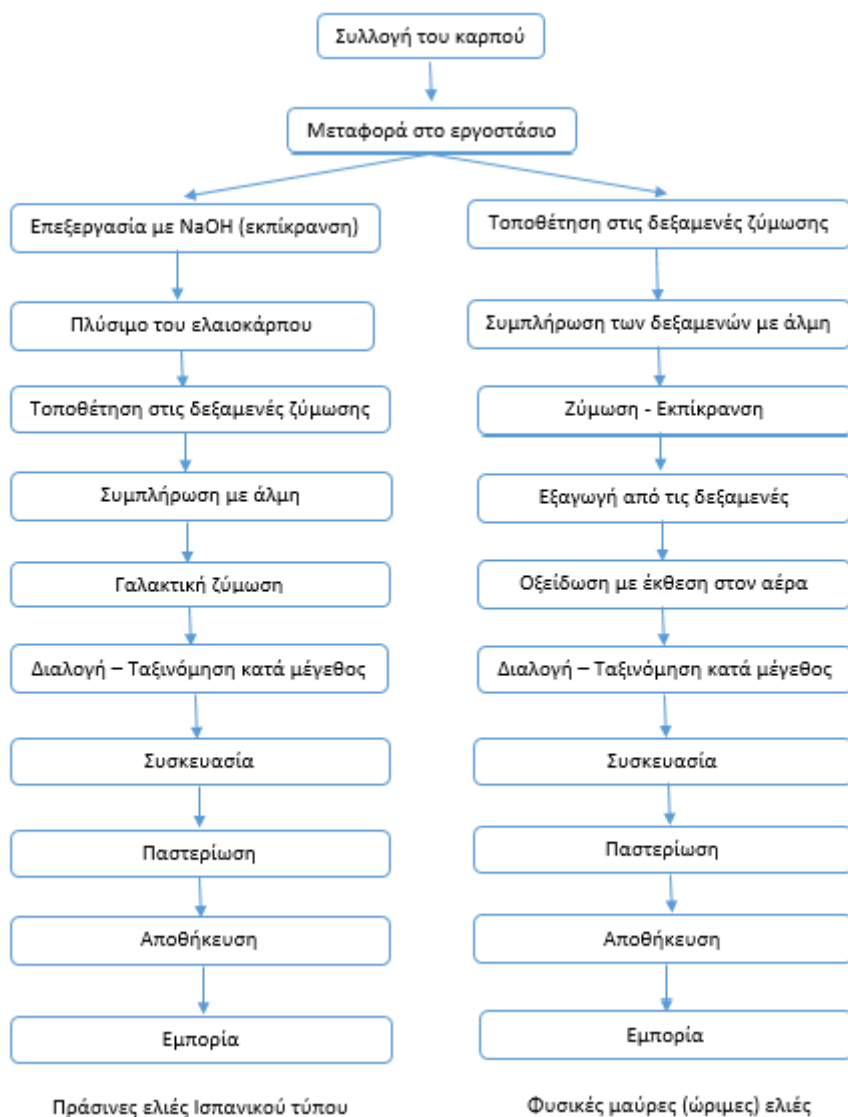 Συλλογή του καρπού
Μεταφορά στο εργοστάσιο
Επεξεργασία με NaOH (εκπίκρανση)
Πλύσιμο του ελαιοκάρπου
Τοποθέτηση στις δεξαμενές ζύμωσης
Συμπλήρωση με άλμη
Γαλακτική ζύμωση
Διαλογή – Ταξινόμηση κατά μέγεθος
Συσκευασία
Παστερίωση
Αποθήκευση
Εμπορία
Πράσινες ελιές Ισπανικού τύπου
Τοποθέτηση στις δεξαμενές ζύμωσης
Συμπλήρωση των δεξαμενών με άλμη
Ζύμωση - Εκπίκρανση
Εξαγωγή από τις δεξαμενές
Οξείδωση με έκθεση στον αέρα
Διαλογή – Ταξινόμηση κατά μέγεθος
Συσκευασία
Παστερίωση
Αποθήκευση
Εμπορία
Φυσικές μαύρες (ώριμες) ελιές